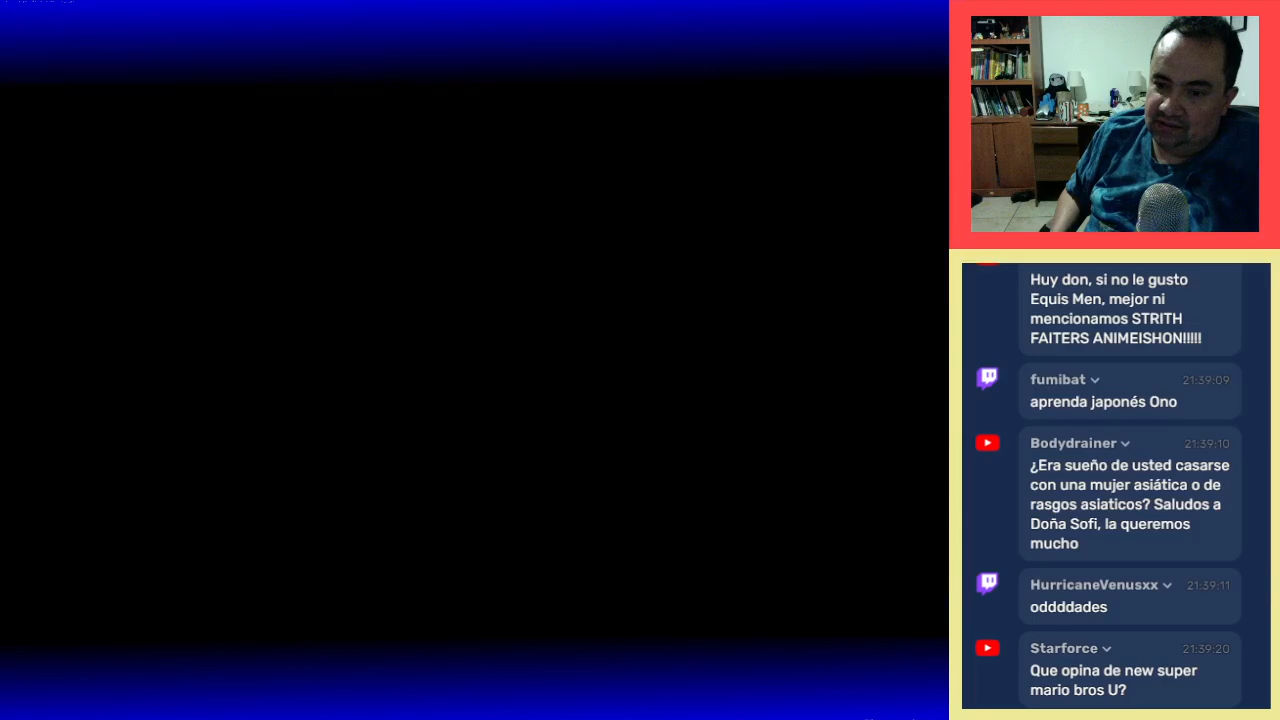 Huy don, si no le gusto
Equis Men, mejor ni
mencionamos STRITH
FAITERS ANIMEISHON!!!!!
fumibat 21:39:09
aprenda japonés Ono
Bodydrainer 21:39:10
¿Era sueño de usted casarse
con una mujer asiática o de
rasgos asiaticos? Saludos a
Doña Sofi, la queremos
mucho
HurricaneVenusxx 21:39:11
oddddades
Starforce 21:39:20
Que opina de new super
mario bros U?